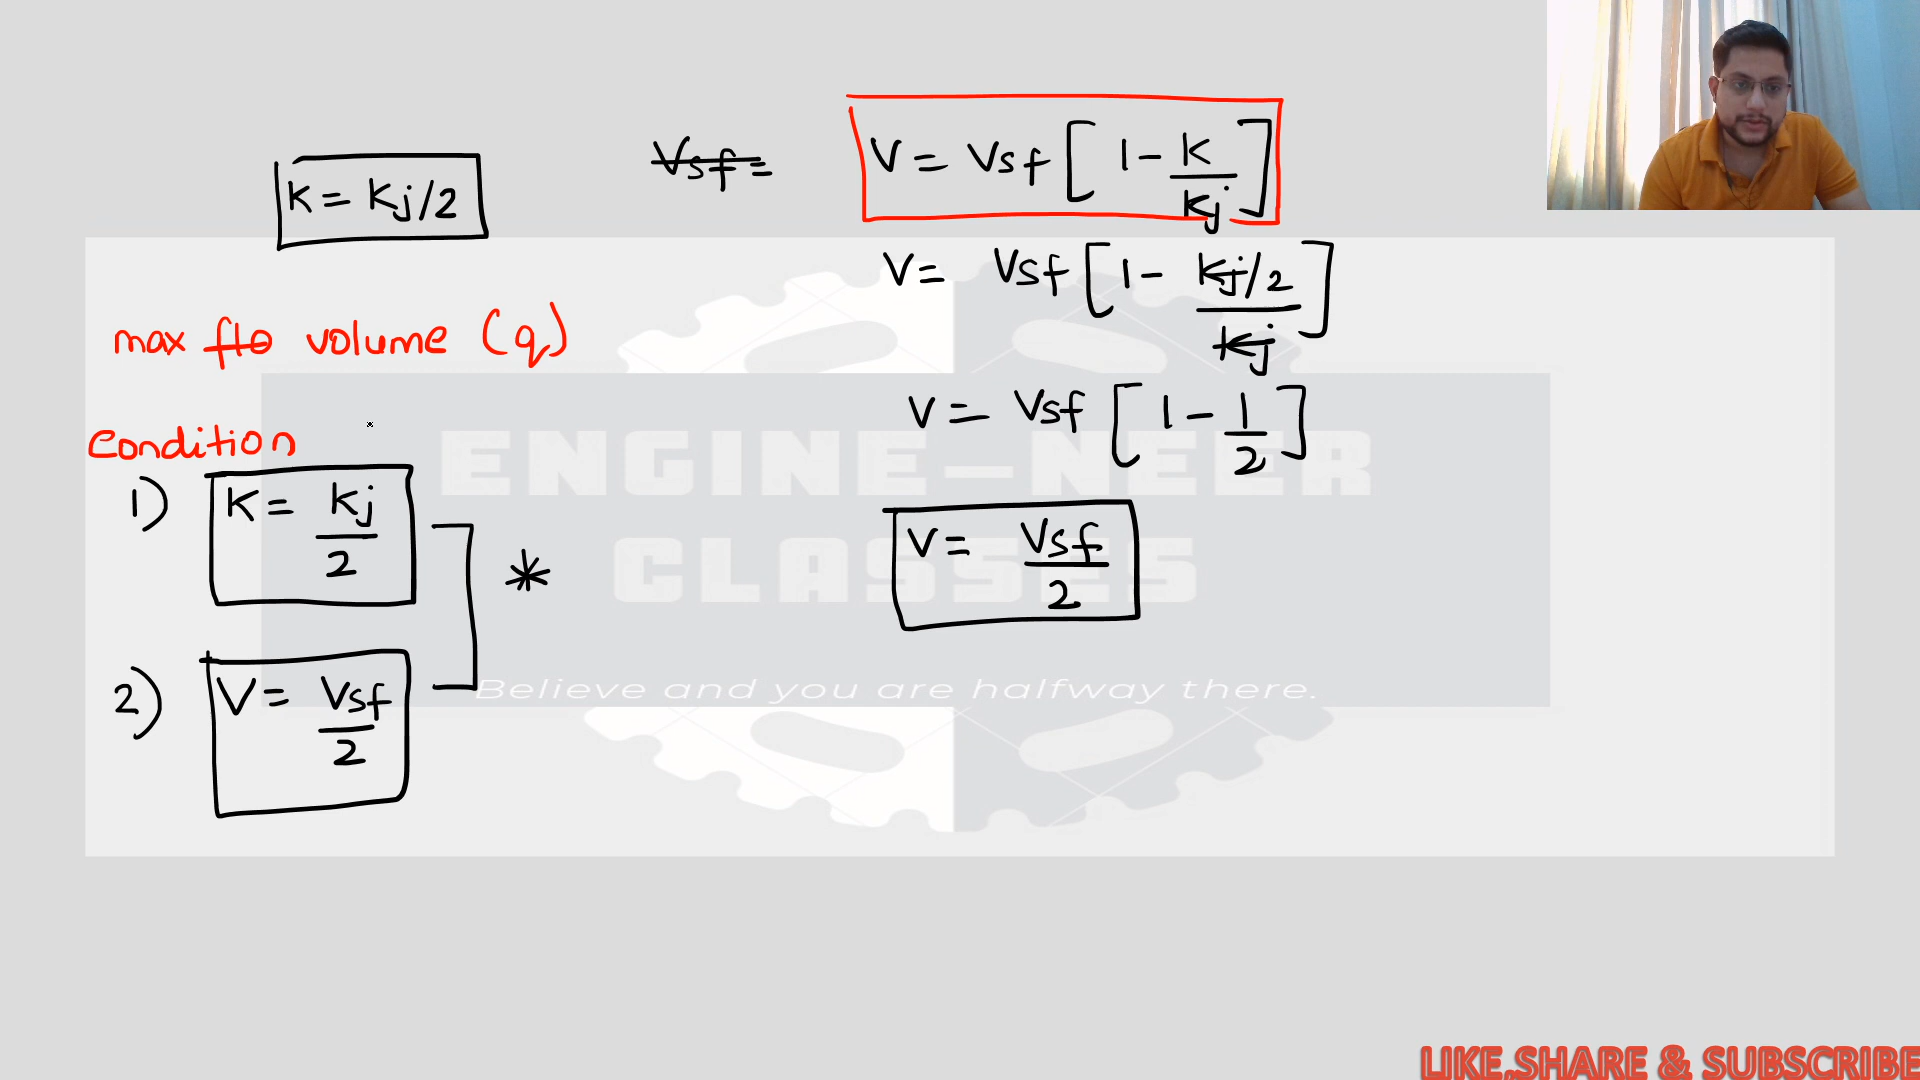 K = Kj/2
Vsf =
V = Vsf [ 1 - K/Kj ]
V = Vsf [ 1 - Kj/2/Kj ]
V = Vsf [ 1 - 1/2 ]
V = Vsf/2
max flo volume (q)
Condition
1) K = Kj/2
*
2) V = Vsf/2
ENGINE-NEER
CLASSES
Believe and you are halfway there.
LIKE,SHARE & SUBSCRIBE